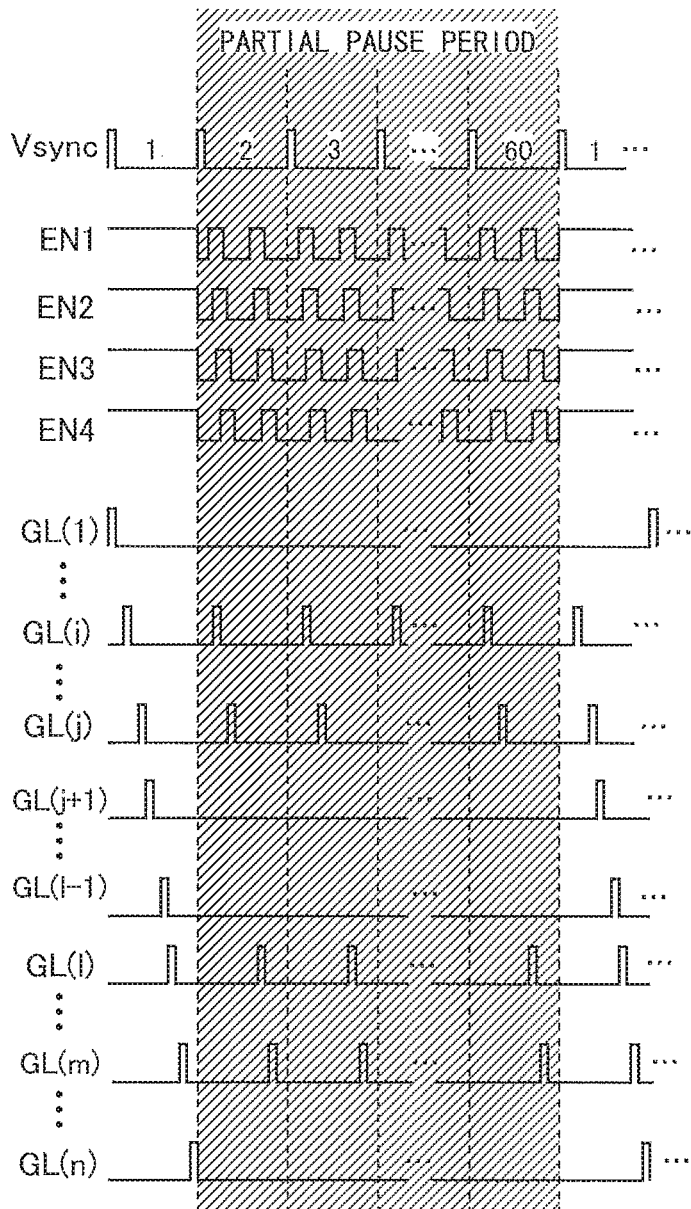 PARTIAL PAUSE PERIOD
Vsync 1 2 3 ... 60 1 ...
EN1 ... ...
EN2 ... ...
EN3 ... ...
EN4 ... ...
GL(1) ... ...
GL(i) ... ...
GL(j) ... ...
GL(j+1) ... ...
GL(l-1) ... ...
GL(l) ... ...
GL(m) ... ...
GL(n) ... ...